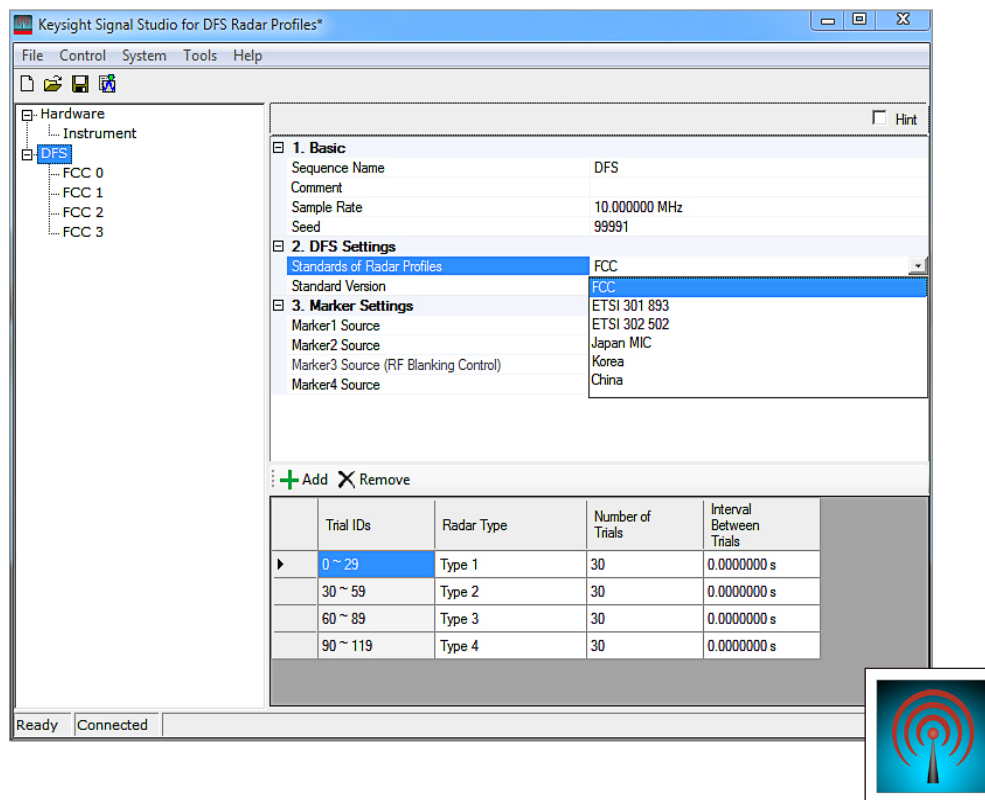 Keysight Signal Studio for DFS Radar Profiles*
File Control System Tools Help
Hardware
Instrument
DFS
FCC 0
FCC 1
FCC 2
FCC 3
Hint
1. Basic
Sequence Name DFS
Comment
Sample Rate 10.000000 MHz
Seed 99991
2. DFS Settings
Standards of Radar Profiles FCC
Standard Version FCC
ETSI 301 893
3. Marker Settings
ETSI 302 502
Marker1 Source
Japan MIC
Marker2 Source
Korea
Marker3 Source (RF Blanking Control)
China
Marker4 Source
Add Remove
Trial IDs Radar Type Number of Trials Interval Between Trials
0 ~ 29 Type 1 30 0.0000000 s
30 ~ 59 Type 2 30 0.0000000 s
60 ~ 89 Type 3 30 0.0000000 s
90 ~ 119 Type 4 30 0.0000000 s
Ready Connected